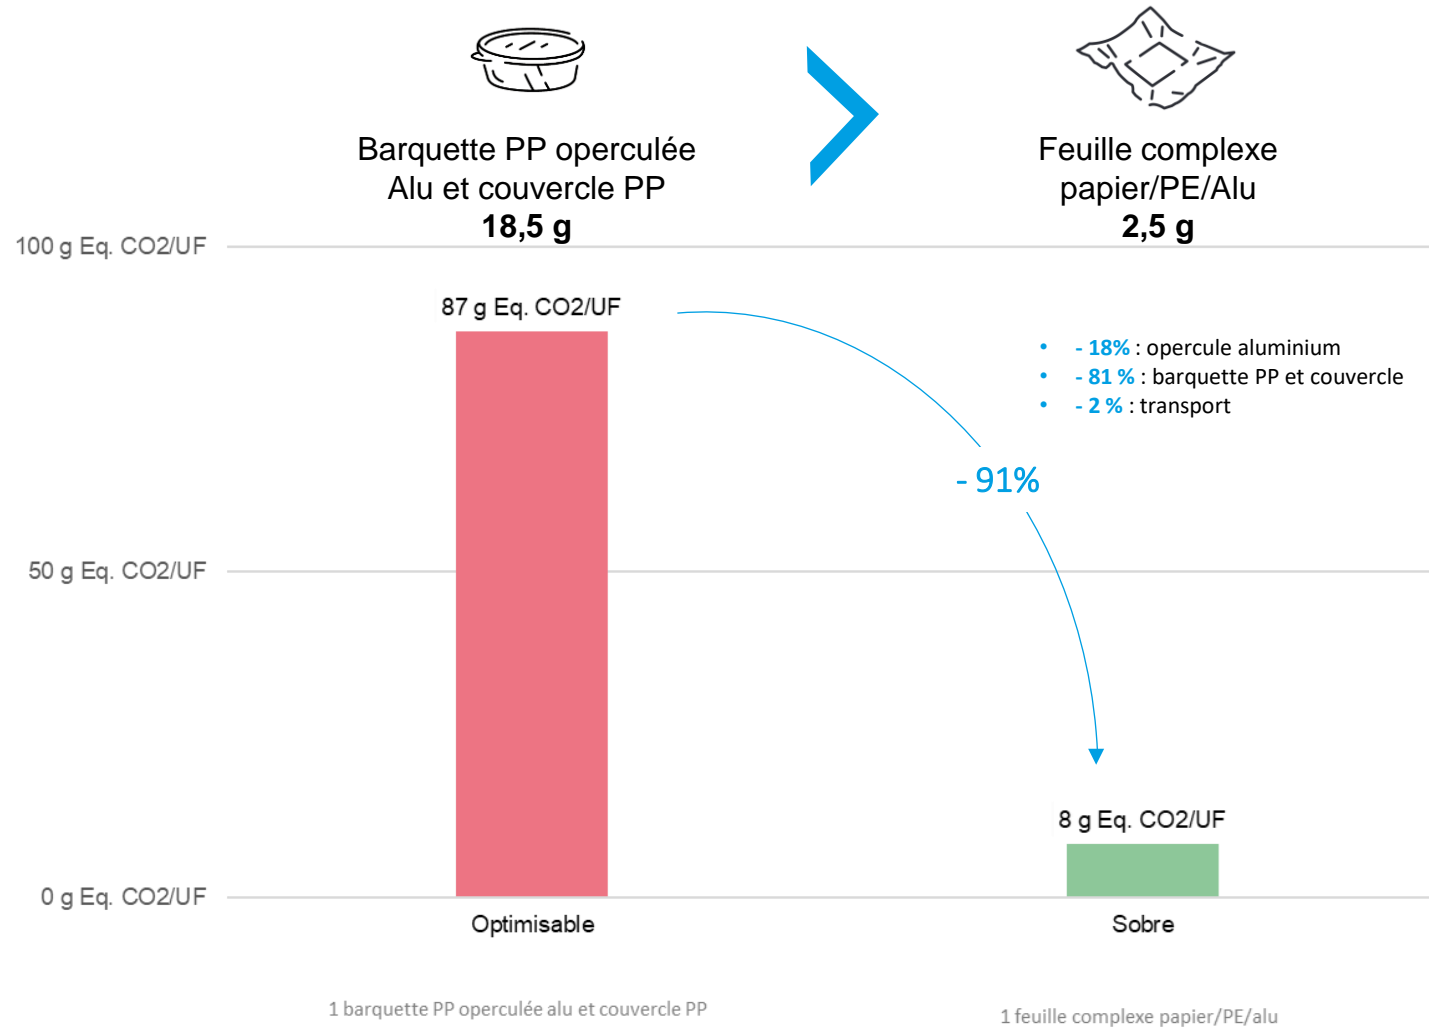 Barquette PP operculée
Alu et couvercle PP
18,5 g
Feuille complexe
papier/PE/Alu
2,5 g
100 g Eq. CO2/UF
87 g Eq. CO2/UF
• - 18% : opercule aluminium
• - 81 % : barquette PP et couvercle
• - 2 % : transport
- 91%
50 g Eq. CO2/UF
8 g Eq. CO2/UF
0 g Eq. CO2/UF
Optimisable
Sobre
1 barquette PP operculée alu et couvercle PP
1 feuille complexe papier/PE/alu